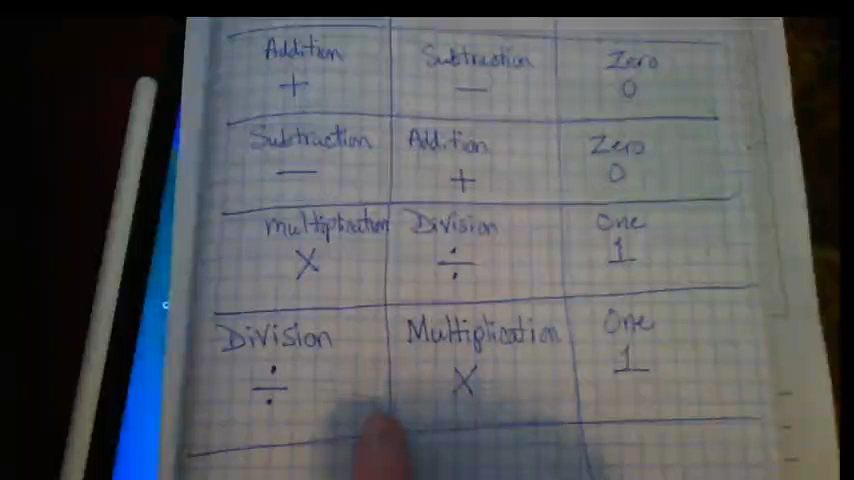 Addition Subtraction Zero
+ − 0
Subtraction Addition Zero
− + 0
Multiplication Division One
X ÷ 1
Division Multiplication One
÷ X 1